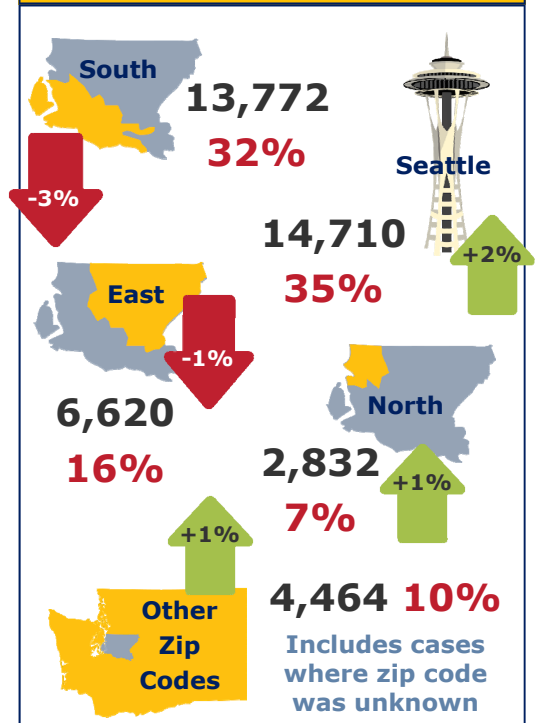 South
13,772
32%
-3%
Seattle
14,710
35%
+2%
East
-1%
6,620
16%
North
2,832
7%
+1%
+1%
Other
Zip
Codes
4,464 10%
Includes cases
where zip code
was unknown